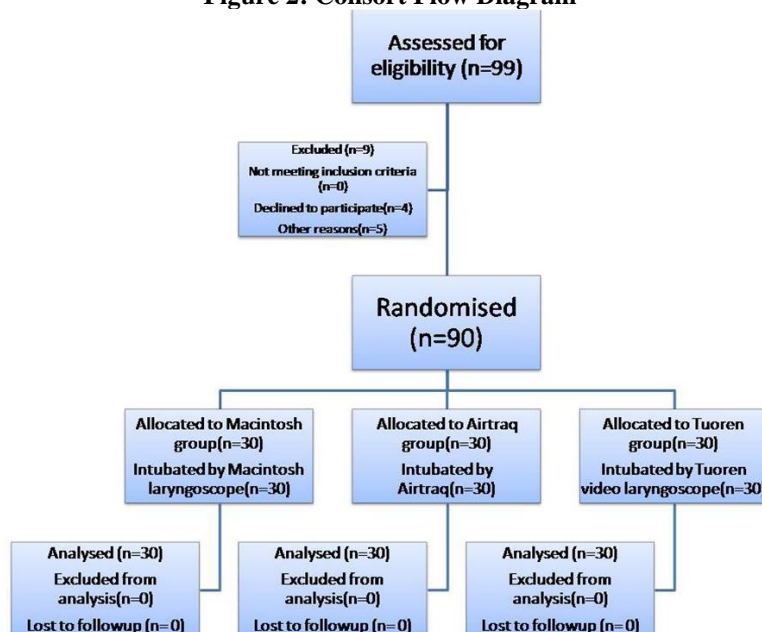 Figure 2: Consort Flow Diagram
Assessed for
eligibility (n=99)
Excluded (n=9)
Not meeting inclusion criteria
(n=0)
Declined to participate(n=4)
Other reasons(n=5)
Randomised
(n=90)
Allocated to Macintosh
group(n=30)
Intubated by Macintosh
laryngoscope(n=30)
Allocated to Airtraq
group(n=30)
Intubated by
Airtraq(n=30)
Allocated to Tuoren
group(n=30)
Intubated by Tuoren
video laryngoscope(n=30)
Analysed (n=30)
Excluded from
analysis(n=0)
Lost to followup (n=0)
Analysed (n=30)
Excluded from
analysis(n=0)
Lost to followup (n=0)
Analysed (n=30)
Excluded from
analysis(n=0)
Lost to followup (n=0)